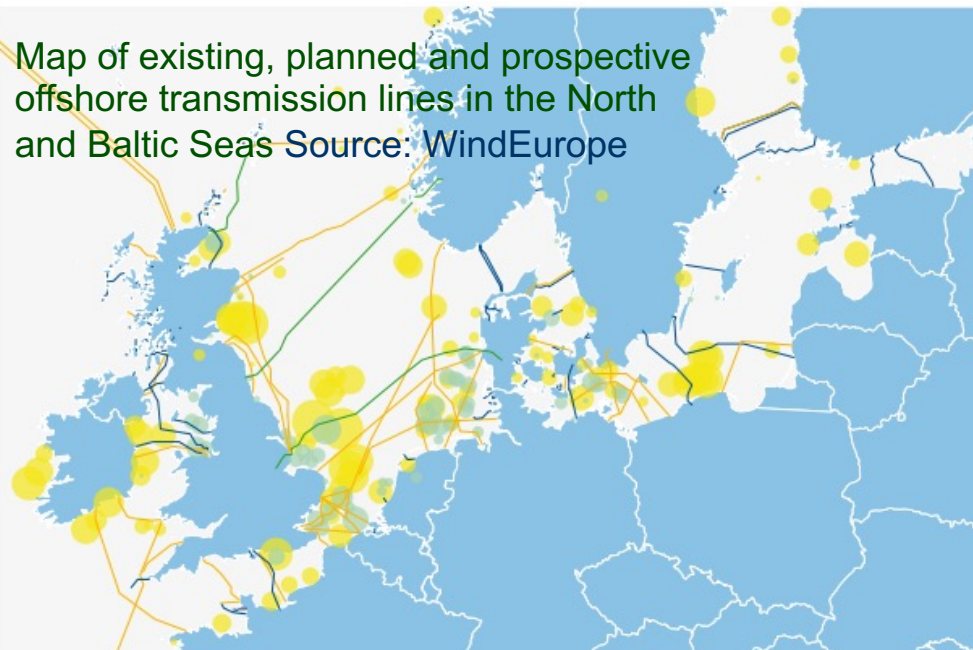 Map of existing, planned and prospective
offshore transmission lines in the North
and Baltic Seas Source: WindEurope